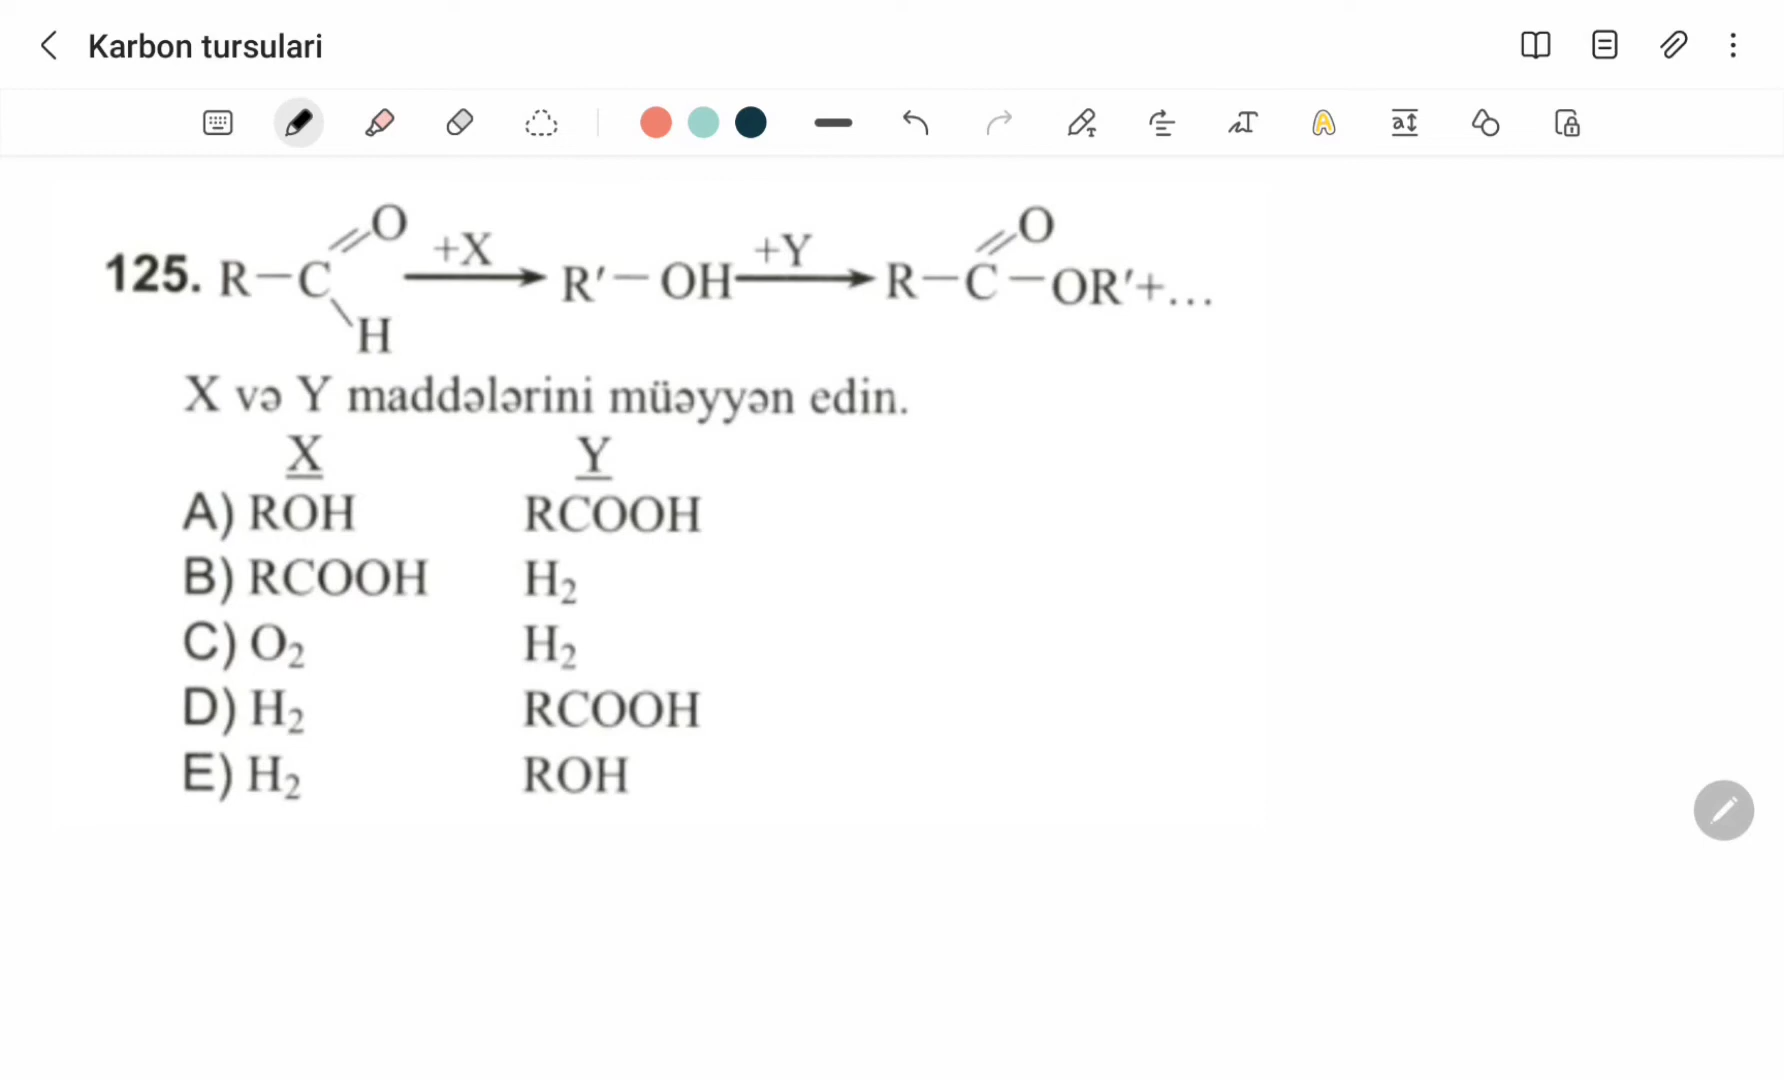 Karbon tursulari
125. R−C(=O)−H +X → R′−OH +Y → R−C(=O)−OR′+...
X və Y maddələrini müəyyən edin.
X Y
A) ROH RCOOH
B) RCOOH H₂
C) O₂ H₂
D) H₂ RCOOH
E) H₂ ROH